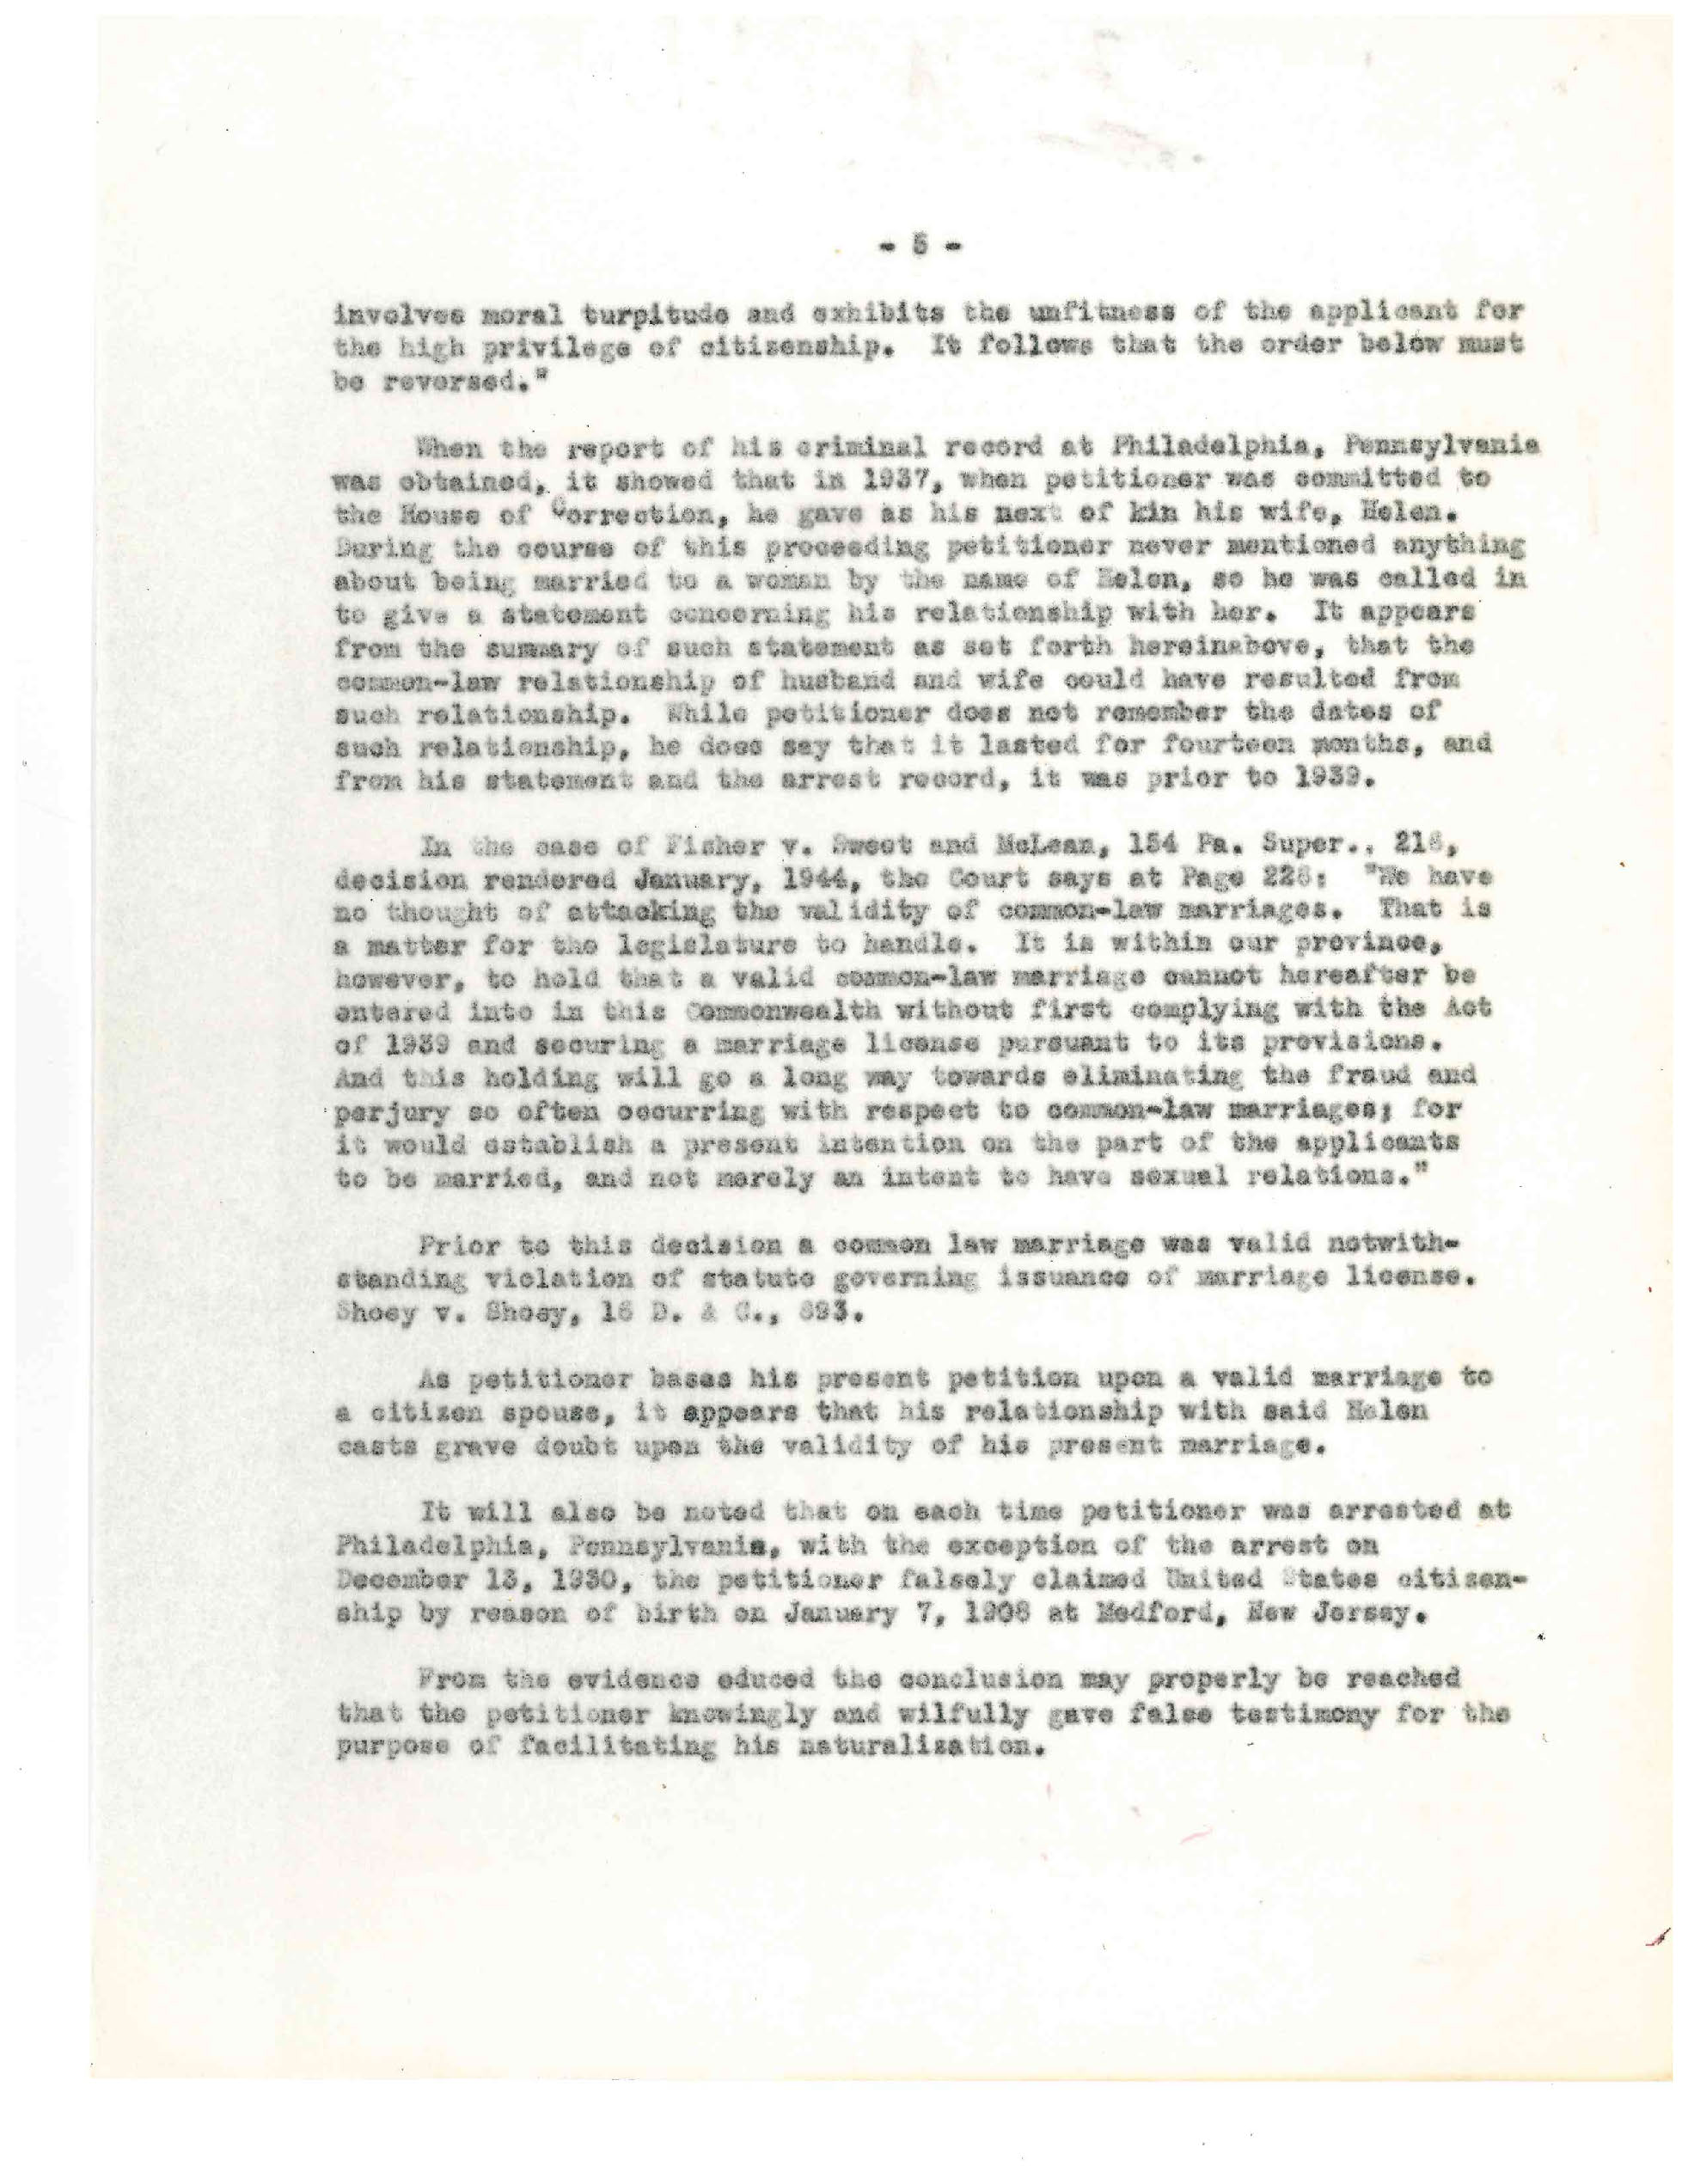 - 5 -
involves moral turpitude and exhibits the unfitness of the applicant for
the high privilege of citizenship. It follows that the order below must
be reversed."
When the report of his criminal record at Philadelphia, Pennsylvania
was obtained, it showed that in 1937, when petitioner was committed to
the House of Correction, he gave as his next of kin his wife, Helen.
During the course of this proceeding petitioner never mentioned anything
about being married to a woman by the name of Helen, so he was called in
to give a statement concerning his relationship with her. It appears
from the summary of such statement as set forth hereinabove, that the
common-law relationship of husband and wife could have resulted from
such relationship. While petitioner does not remember the dates of
such relationship, he does say that it lasted for fourteen months, and
from his statement and the arrest record, it was prior to 1939.
In the case of Fisher v. Sweet and McLean, 154 Pa. Super.,
decision rendered January, 1944, the Court says at Page "We have
no thought of attacking the validity of common-law marriages. That is
a matter for the legislature to handle. It is within our province,
however, to hold that a valid common-law marriage cannot hereafter be
entered into in this Commonwealth without first complying with the Act
of 1939 and securing a marriage license pursuant to its provisions.
And this holding will go a long way towards eliminating the fraud and
perjury so often occurring with respect to common-law marriages; for
it would establish a present intention on the part of the applicants
to be married, and not merely an intent to have sexual relations."
Prior to this decision a common law marriage was valid notwith-
standing violation of statute governing issuance of marriage license.
Shoey v. Shoey, D. & C.,
As petitioner bases his present petition upon a valid marriage to
a citizen spouse, it appears that his relationship with said Helen
casts grave doubt upon the validity of his present marriage.
It will also be noted that on each time petitioner was arrested at
Philadelphia, Pennsylvania, with the exception of the arrest on
December 13, 1930, the petitioner falsely claimed United States citizen-
ship by reason of birth on January 7, 1908 at Medford, New Jersey.
From the evidence educed the conclusion may properly be reached
that the petitioner knowingly and wilfully gave false testimony for the
purpose of facilitating his naturalization.